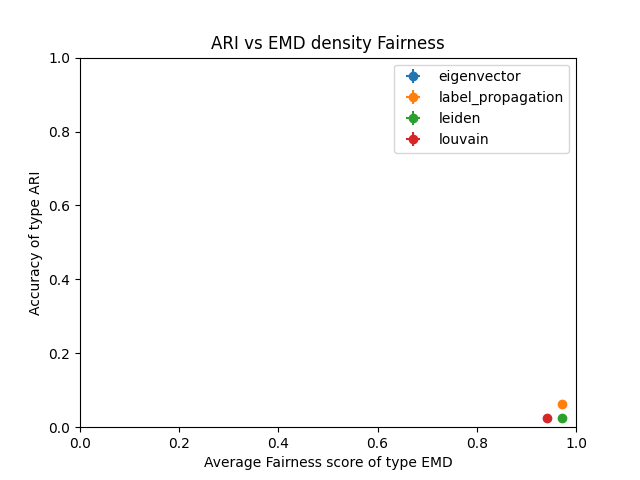 ARI vs EMD density Fairness
1.0
0.8
0.6
0.4
0.2
0.0
Accuracy of type ARI
eigenvector
label_propagation
leiden
louvain
0.0 0.2 0.4 0.6 0.8 1.0
Average Fairness score of type EMD